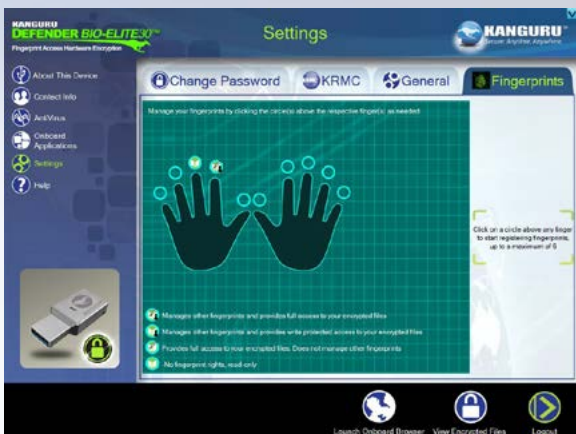 KANGURU
DEFENDER BIO-ELITE30™
Fingerprint Access Hardware Encryption
Settings
KANGURU™
Secure. Anytime. Anywhere.
About This Device
Contact Info
AntiVirus
Onboard
Applications
Settings
Help
Change Password
KRMC
General
Fingerprints
Manage your fingerprints by clicking the circle(s) above the respective finger(s) as needed
Click on a circle above any finger
to start registering fingerprints,
up to a maximum of 6
Manages other fingerprints and provides full access to your encrypted files
Manages other fingerprints and provides write protected access to your encrypted files
Provides full access to your encrypted files. Does not manage other fingerprints
No fingerprint rights, read-only
Launch Onboard Browser
View Encrypted Files
Logout